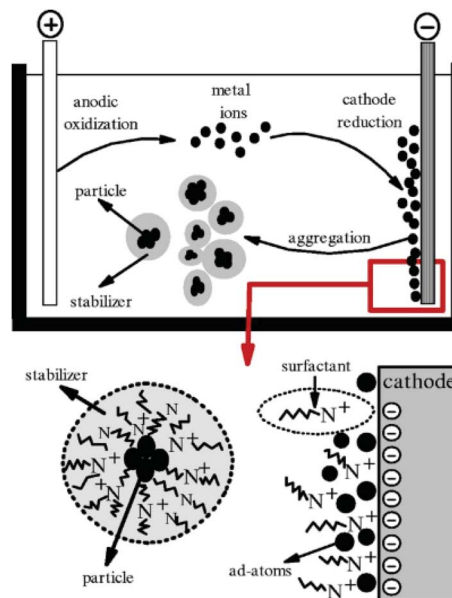 +
−
anodic
oxidization
metal
ions
cathode
reduction
particle
aggregation
stabilizer
stabilizer
surfactant
cathode
N
N
N+
N
N+
N+
N+
N+
N+
N
N+
N+
N+
N+
N+
N+
−
−
−
−
−
−
−
−
ad-atoms
particle